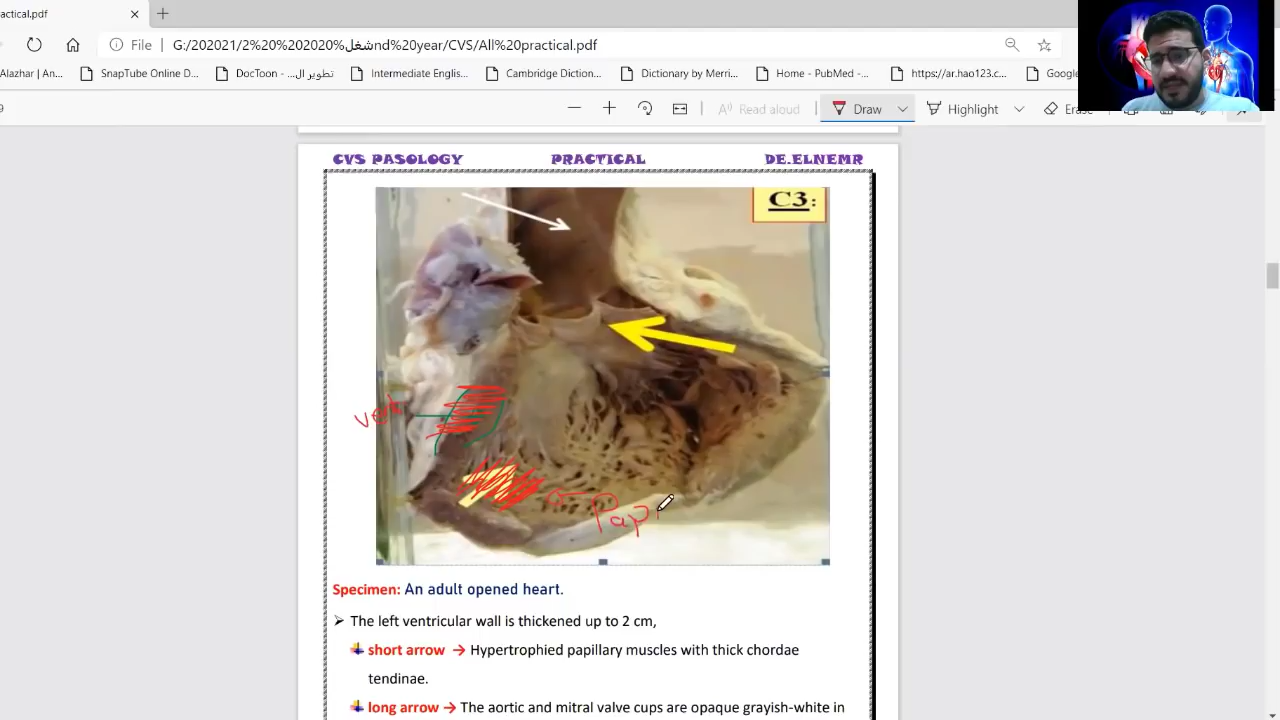 actical.pdf
File
G:/202021/2%20%202020%شغلnd%20year/CVS/All%20practical.pdf
Alazhar | An...
SnapTube Online D...
DocToon - ...تطوير ال
Intermediate Englis...
Cambridge Diction...
Dictionary by Merri...
Home - PubMed -...
https://ar.hao123.c...
Goog
9
Read aloud
Draw
Highlight
Erase
CVS PASOLOGY PRACTICAL DE.ELNEMR
C3:
Pap
Specimen: An adult opened heart.
➢ The left ventricular wall is thickened up to 2 cm,
short arrow → Hypertrophied papillary muscles with thick chordae
tendinae.
long arrow → The aortic and mitral valve cups are opaque grayish-white in